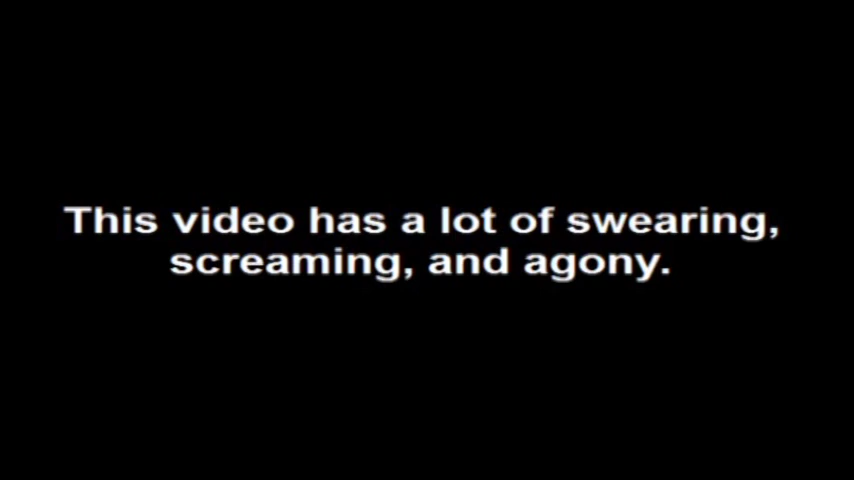 This video has a lot of swearing,
screaming, and agony.